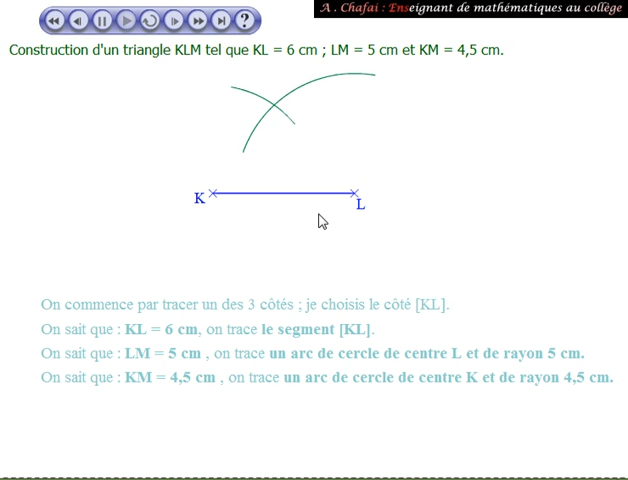 A . Chafai : Enseignant de mathématiques au collège
?
Construction d'un triangle KLM tel que KL = 6 cm ; LM = 5 cm et KM = 4,5 cm.
K
L
On commence par tracer un des 3 côtés ; je choisis le côté [KL].
On sait que : KL = 6 cm, on trace le segment [KL].
On sait que : LM = 5 cm , on trace un arc de cercle de centre L et de rayon 5 cm.
On sait que : KM = 4,5 cm , on trace un arc de cercle de centre K et de rayon 4,5 cm.